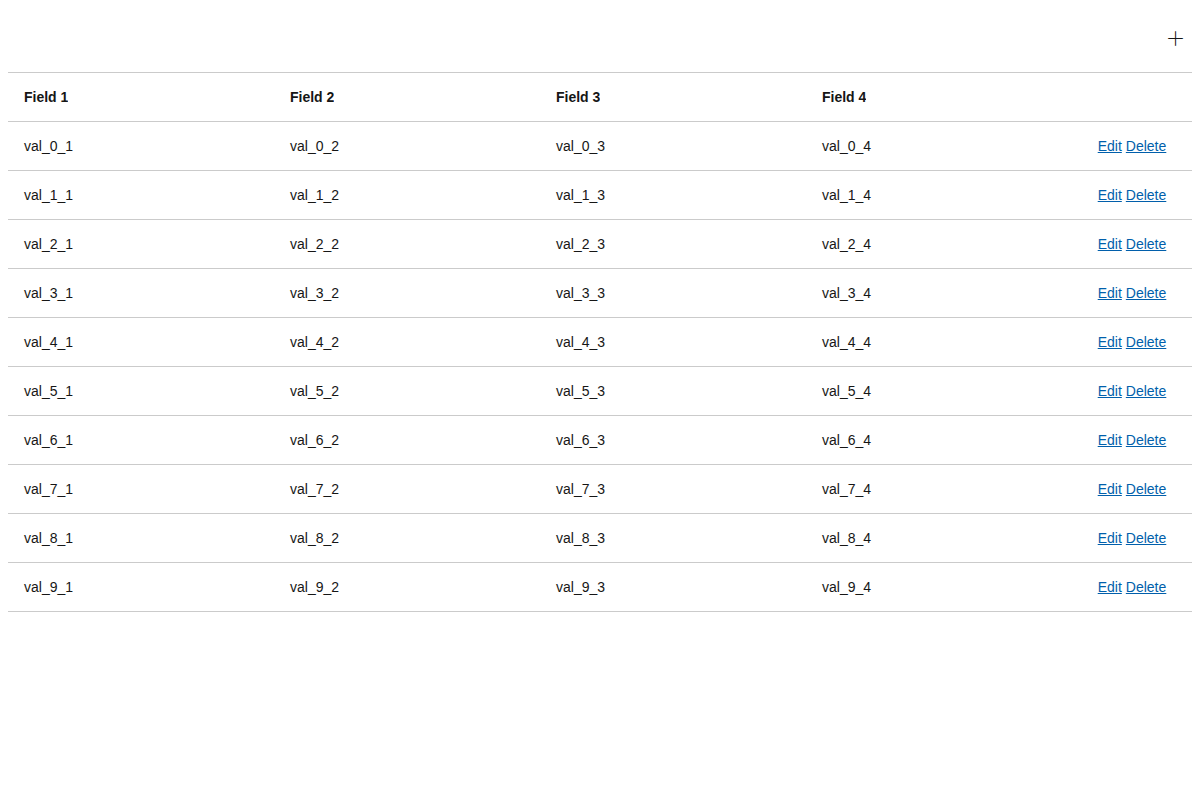 Field 1 Field 2 Field 3 Field 4
val_0_1 val_0_2 val_0_3 val_0_4 Edit Delete
val_1_1 val_1_2 val_1_3 val_1_4 Edit Delete
val_2_1 val_2_2 val_2_3 val_2_4 Edit Delete
val_3_1 val_3_2 val_3_3 val_3_4 Edit Delete
val_4_1 val_4_2 val_4_3 val_4_4 Edit Delete
val_5_1 val_5_2 val_5_3 val_5_4 Edit Delete
val_6_1 val_6_2 val_6_3 val_6_4 Edit Delete
val_7_1 val_7_2 val_7_3 val_7_4 Edit Delete
val_8_1 val_8_2 val_8_3 val_8_4 Edit Delete
val_9_1 val_9_2 val_9_3 val_9_4 Edit Delete